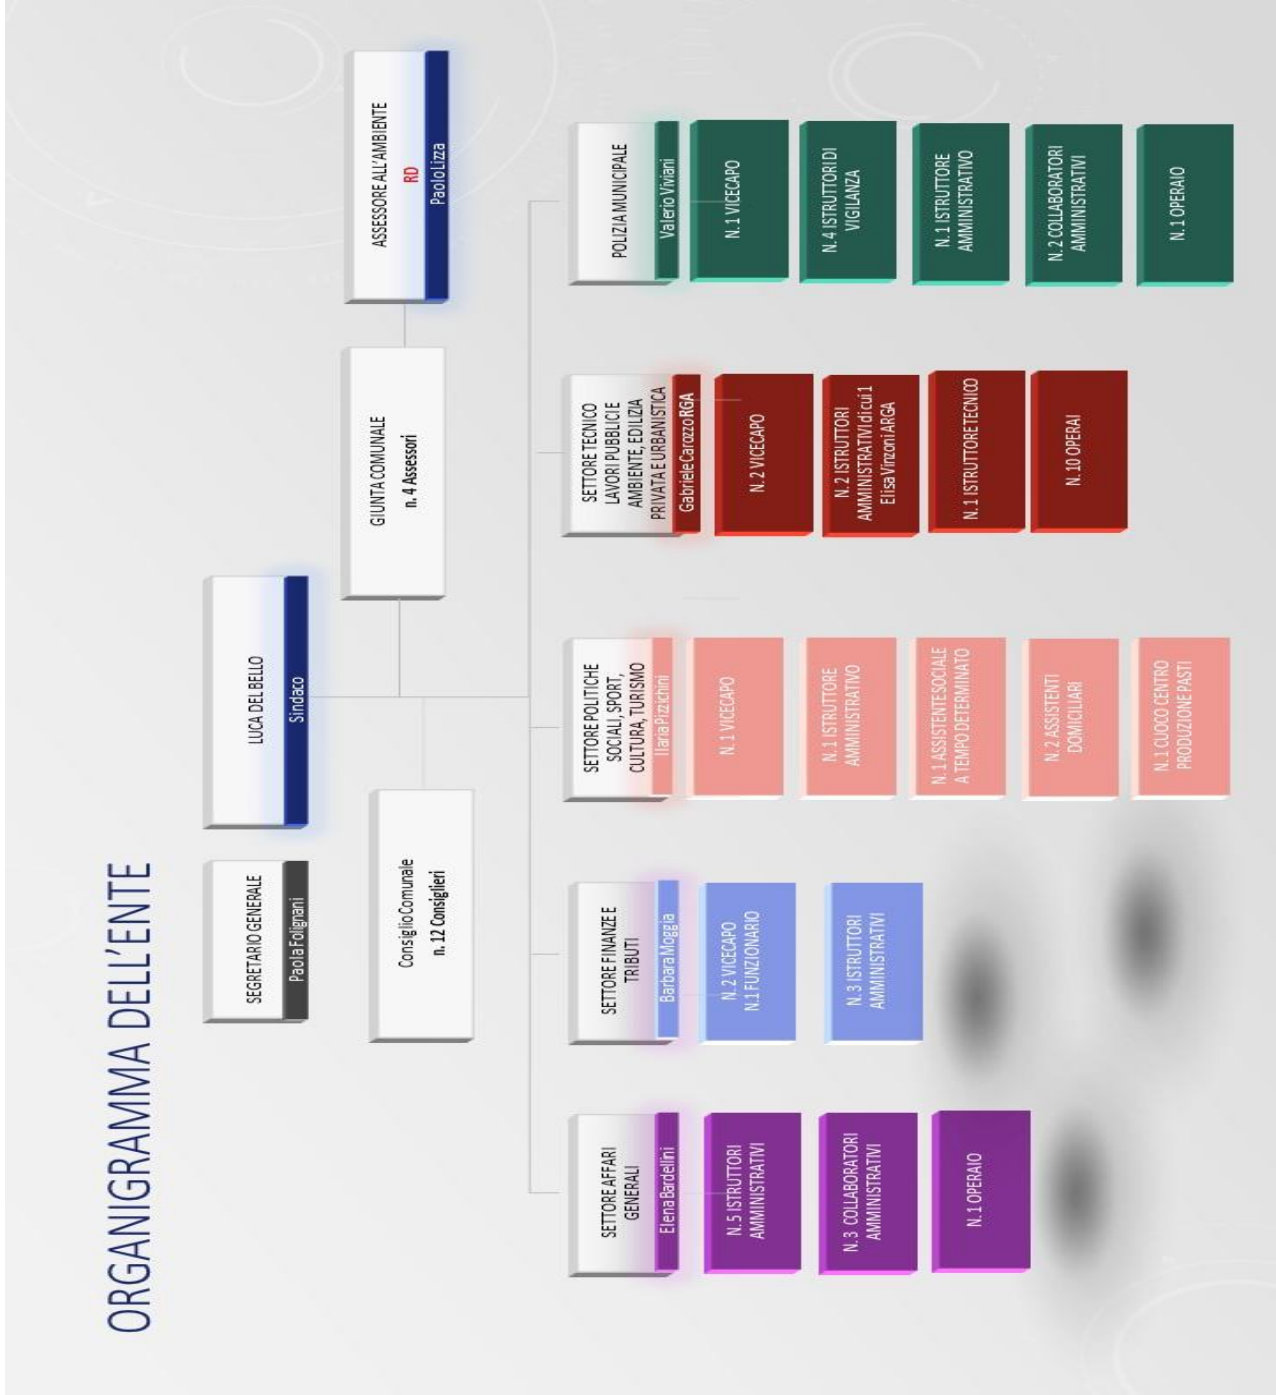 ORGANIGRAMMA DELL'ENTE
SEGRETARIO GENERALE
Paola Folignani
LUCA DEL BELLO
Sindaco
Consiglio Comunale
n. 12 Consiglieri
GIUNTA COMUNALE
n. 4 Assessori
ASSESSORE ALL'AMBIENTE
RD
Paolo Lizza
SETTORE AFFARI
GENERALI
Elena Bardellini
N.5 ISTRUTTORI
AMMINISTRATIVI
N.3 COLLABORATORI
AMMINISTRATIVI
N.1 OPERAIO
SETTORE FINANZE E
TRIBUTI
Barbara Moggia
N.2 VICECAPO
N.1 FUNZIONARIO
N.3 ISTRUTTORI
AMMINISTRATIVI
SETTORE POLITICHE
SOCIALI, SPORT,
CULTURA, TURISMO
Ilaria Pizzichini
N.1 VICECAPO
N.1 ISTRUTTORE
AMMINISTRATIVO
N.1 ASSISTENTE SOCIALE
A TEMPO DETERMINATO
N.2 ASSISTENTI
DOMICILIARI
N.1 CUOCO CENTRO
PRODUZIONE PASTI
SETTORE TECNICO
LAVORI PUBBLICI E
AMBIENTE, EDILIZIA
PRIVATA E URBANISTICA
Gabriele Carozzo RGA
N.2 VICECAPO
N.2 ISTRUTTORI
AMMINISTRATIVI di cui 1
Elisa Vinzoni ARGA
N.1 ISTRUTTORE TECNICO
N.10 OPERAI
POLIZIA MUNICIPALE
Valerio Viviani
N.1 VICECAPO
N.4 ISTRUTTORI DI
VIGILANZA
N.1 ISTRUTTORE
AMMINISTRATIVO
N.2 COLLABORATORI
AMMINISTRATIVI
N.1 OPERAIO